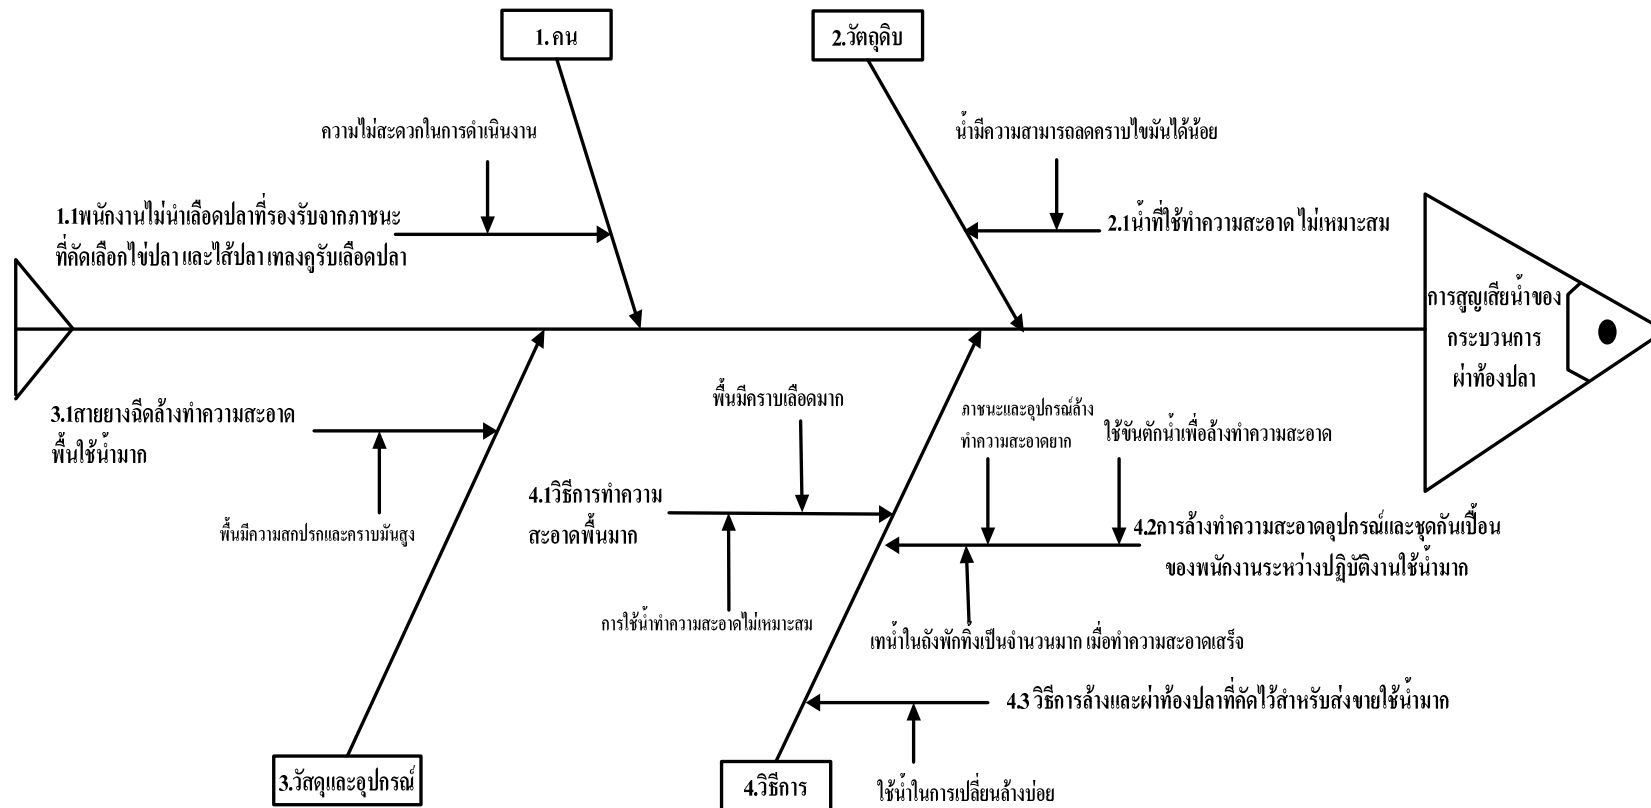 1.คน
2.วัตถุดิบ
ความไม่สะดวกในการดำเนินงาน
น้ำมีความสามารถลดคราบไขมันได้น้อย
1.1พนักงานไม่นำเลือดปลาที่รองรับจากภาชนะ
ที่คัดเลือกไข่ปลา และไส้ปลา เทลงคูรับเลือดปลา
2.1น้ำที่ใช้ทำความสะอาด ไม่เหมาะสม
การสูญเสียน้ำของ
กระบวนการ
ผ่าท้องปลา
3.1สายยางฉีดล้างทำความสะอาด
พื้นใช้น้ำมาก
พื้นมีความสกปรกและคราบมันสูง
พื้นมีคราบเลือดมาก
4.1วิธีการทำความ
สะอาดพื้นมาก
การใช้น้ำทำความสะอาดไม่เหมาะสม
ภาชนะและอุปกรณ์ล้าง
ทำความสะอาดยาก
ใช้ขันตักน้ำเพื่อล้างทำความสะอาด
4.2การล้างทำความสะอาดอุปกรณ์และชุดกันเปื้อน
ของพนักงานระหว่างปฏิบัติงานใช้น้ำมาก
เทน้ำในถังพักทิ้งเป็นจำนวนมาก เมื่อทำความสะอาดเสร็จ
4.3 วิธีการล้างและผ่าท้องปลาที่คัดไว้สำหรับส่งขายใช้น้ำมาก
ใช้น้ำในการเปลี่ยนล้างบ่อย
3.วัสดุและอุปกรณ์
4.วิธีการ